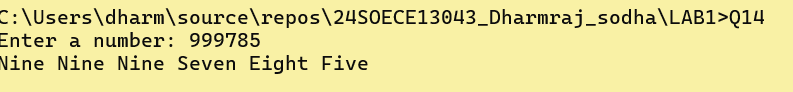 C:\Users\dharm\source\repos\24SOECE13043_Dharmraj_sodha\LAB1>Q14
Enter a number: 999785
Nine Nine Nine Seven Eight Five